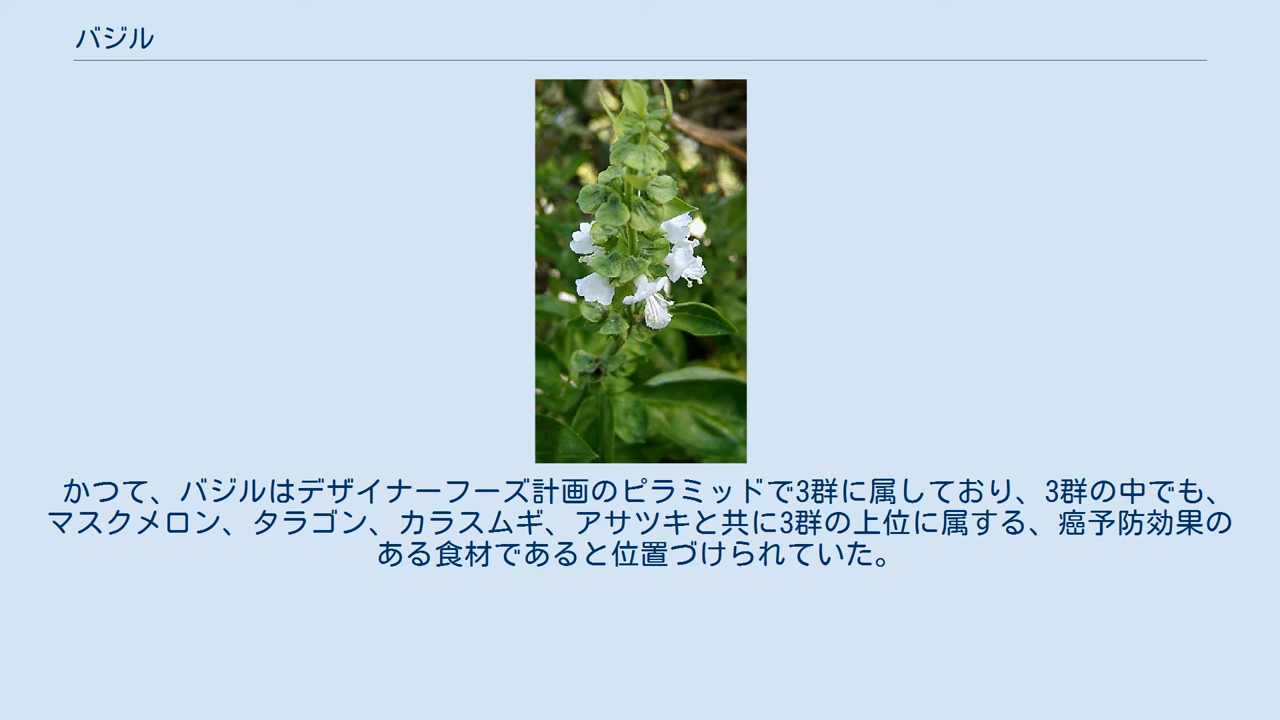 バジル
かつて、バジルはデザイナーフーズ計画のピラミッドで3群に属しており、3群の中でも、
マスクメロン、タラゴン、カラスムギ、アサツキと共に3群の上位に属する、癌予防効果の
ある食材であると位置づけられていた。